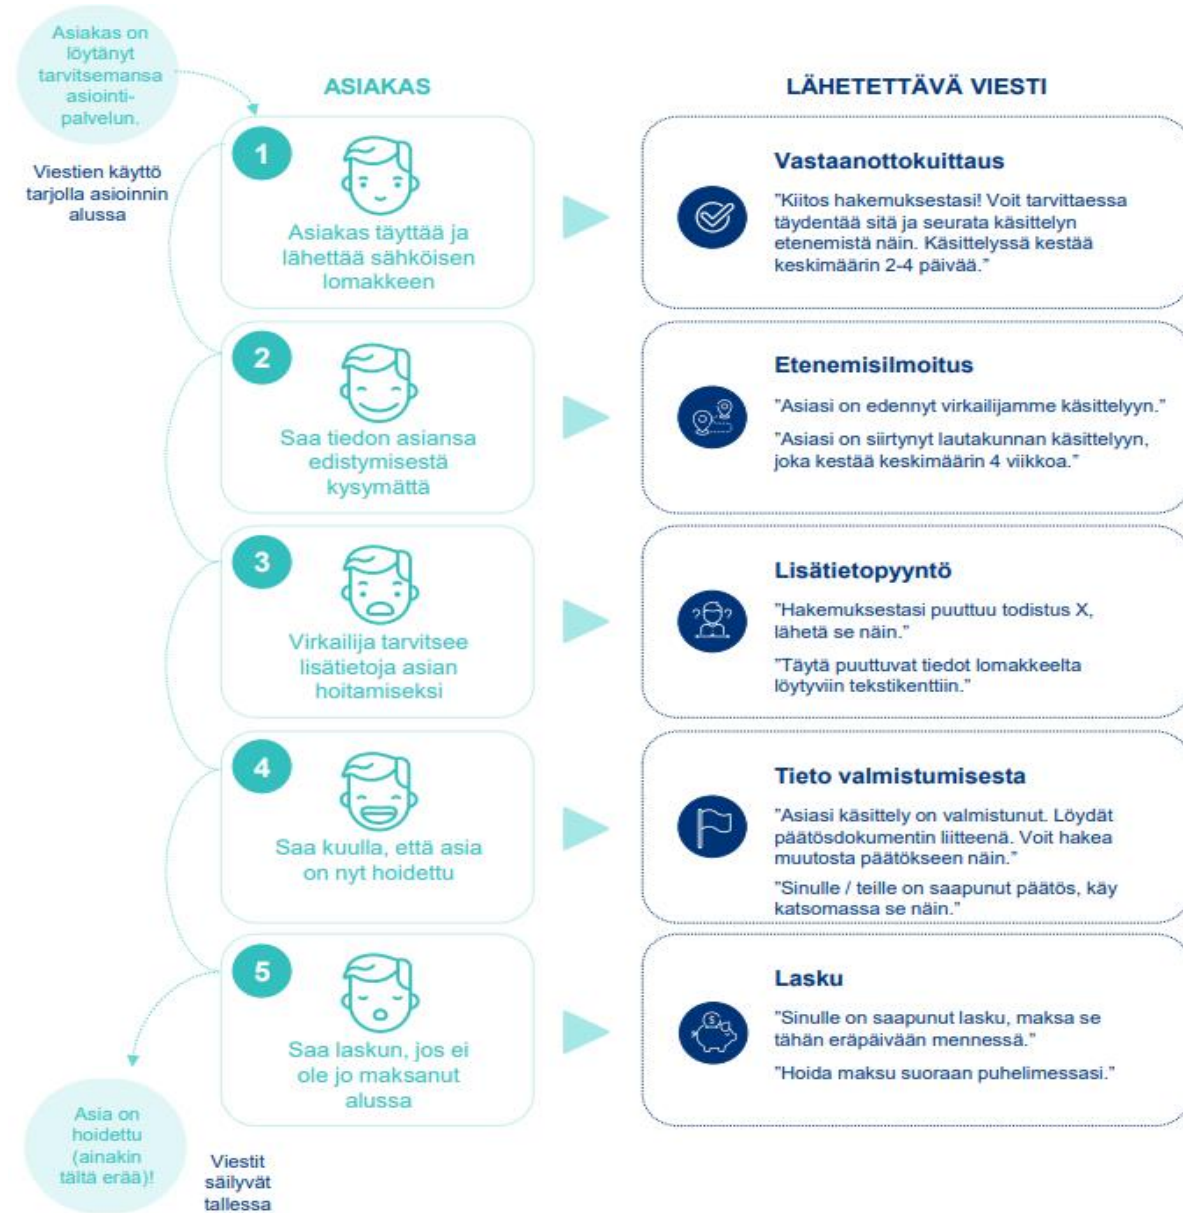 Asiakas on
löytänyt
tarvitsemansa
asiointi-
palvelun.
Viestien käyttö
tarjolla asioinnin
alussa
ASIAKAS
LÄHETETTÄVÄ VIESTI
1
Asiakas täyttää ja
lähettää sähköisen
lomakkeen
Vastaanottokuittaus
"Kiitos hakemuksestasi! Voit tarvittaessa
täydentää sitä ja seurata käsittelyn
etenemistä näin. Käsittelyssä kestää
keskimäärin 2-4 päivää."
2
Saa tiedon asiansa
edistymisestä
kysymättä
Etenemisilmoitus
"Asiasi on edennyt virkailijamme käsittelyyn."
"Asiasi on siirtynyt lautakunnan käsittelyyn,
joka kestää keskimäärin 4 viikkoa."
3
Virkailija tarvitsee
lisätietoja asian
hoitamiseksi
Lisätietopyyntö
? ?
"Hakemuksestasi puuttuu todistus X,
lähetä se näin."
"Täytä puuttuvat tiedot lomakkeelta
löytyviin tekstikenttiin."
4
Saa kuulla, että asia
on nyt hoidettu
Tieto valmistumisesta
"Asiasi käsittely on valmistunut. Löydät
päätösdokumentin liitteenä. Voit hakea
muutosta päätökseen näin."
"Sinulle / teille on saapunut päätös, käy
katsomassa se näin."
5
Saa laskun, jos ei
ole jo maksanut
alussa
Lasku
$
"Sinulle on saapunut lasku, maksa se
tähän eräpäivään mennessä."
"Hoida maksu suoraan puhelimessasi."
Asia on
hoidettu
(ainakin
tältä erää)!
Viestit
säilyvät
tallessa